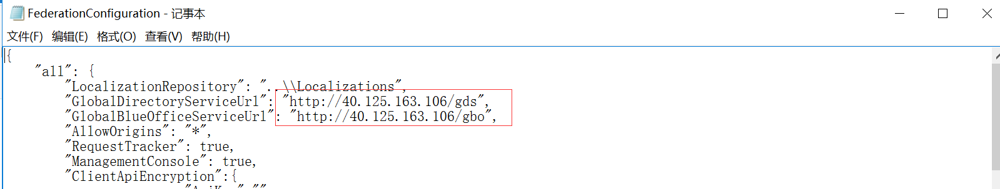 FederationConfiguration - 记事本
文件(F) 编辑(E) 格式(O) 查看(V) 帮助(H)
{
"all": {
"LocalizationRepository": "..\\Localizations",
"GlobalDirectoryServiceUrl": "http://40.125.163.106/gds",
"GlobalBlueOfficeServiceUrl": "http://40.125.163.106/gbo",
"AllowOrigins": "*",
"RequestTracker": true,
"ManagementConsole": true,
"ClientApiEncryption":{